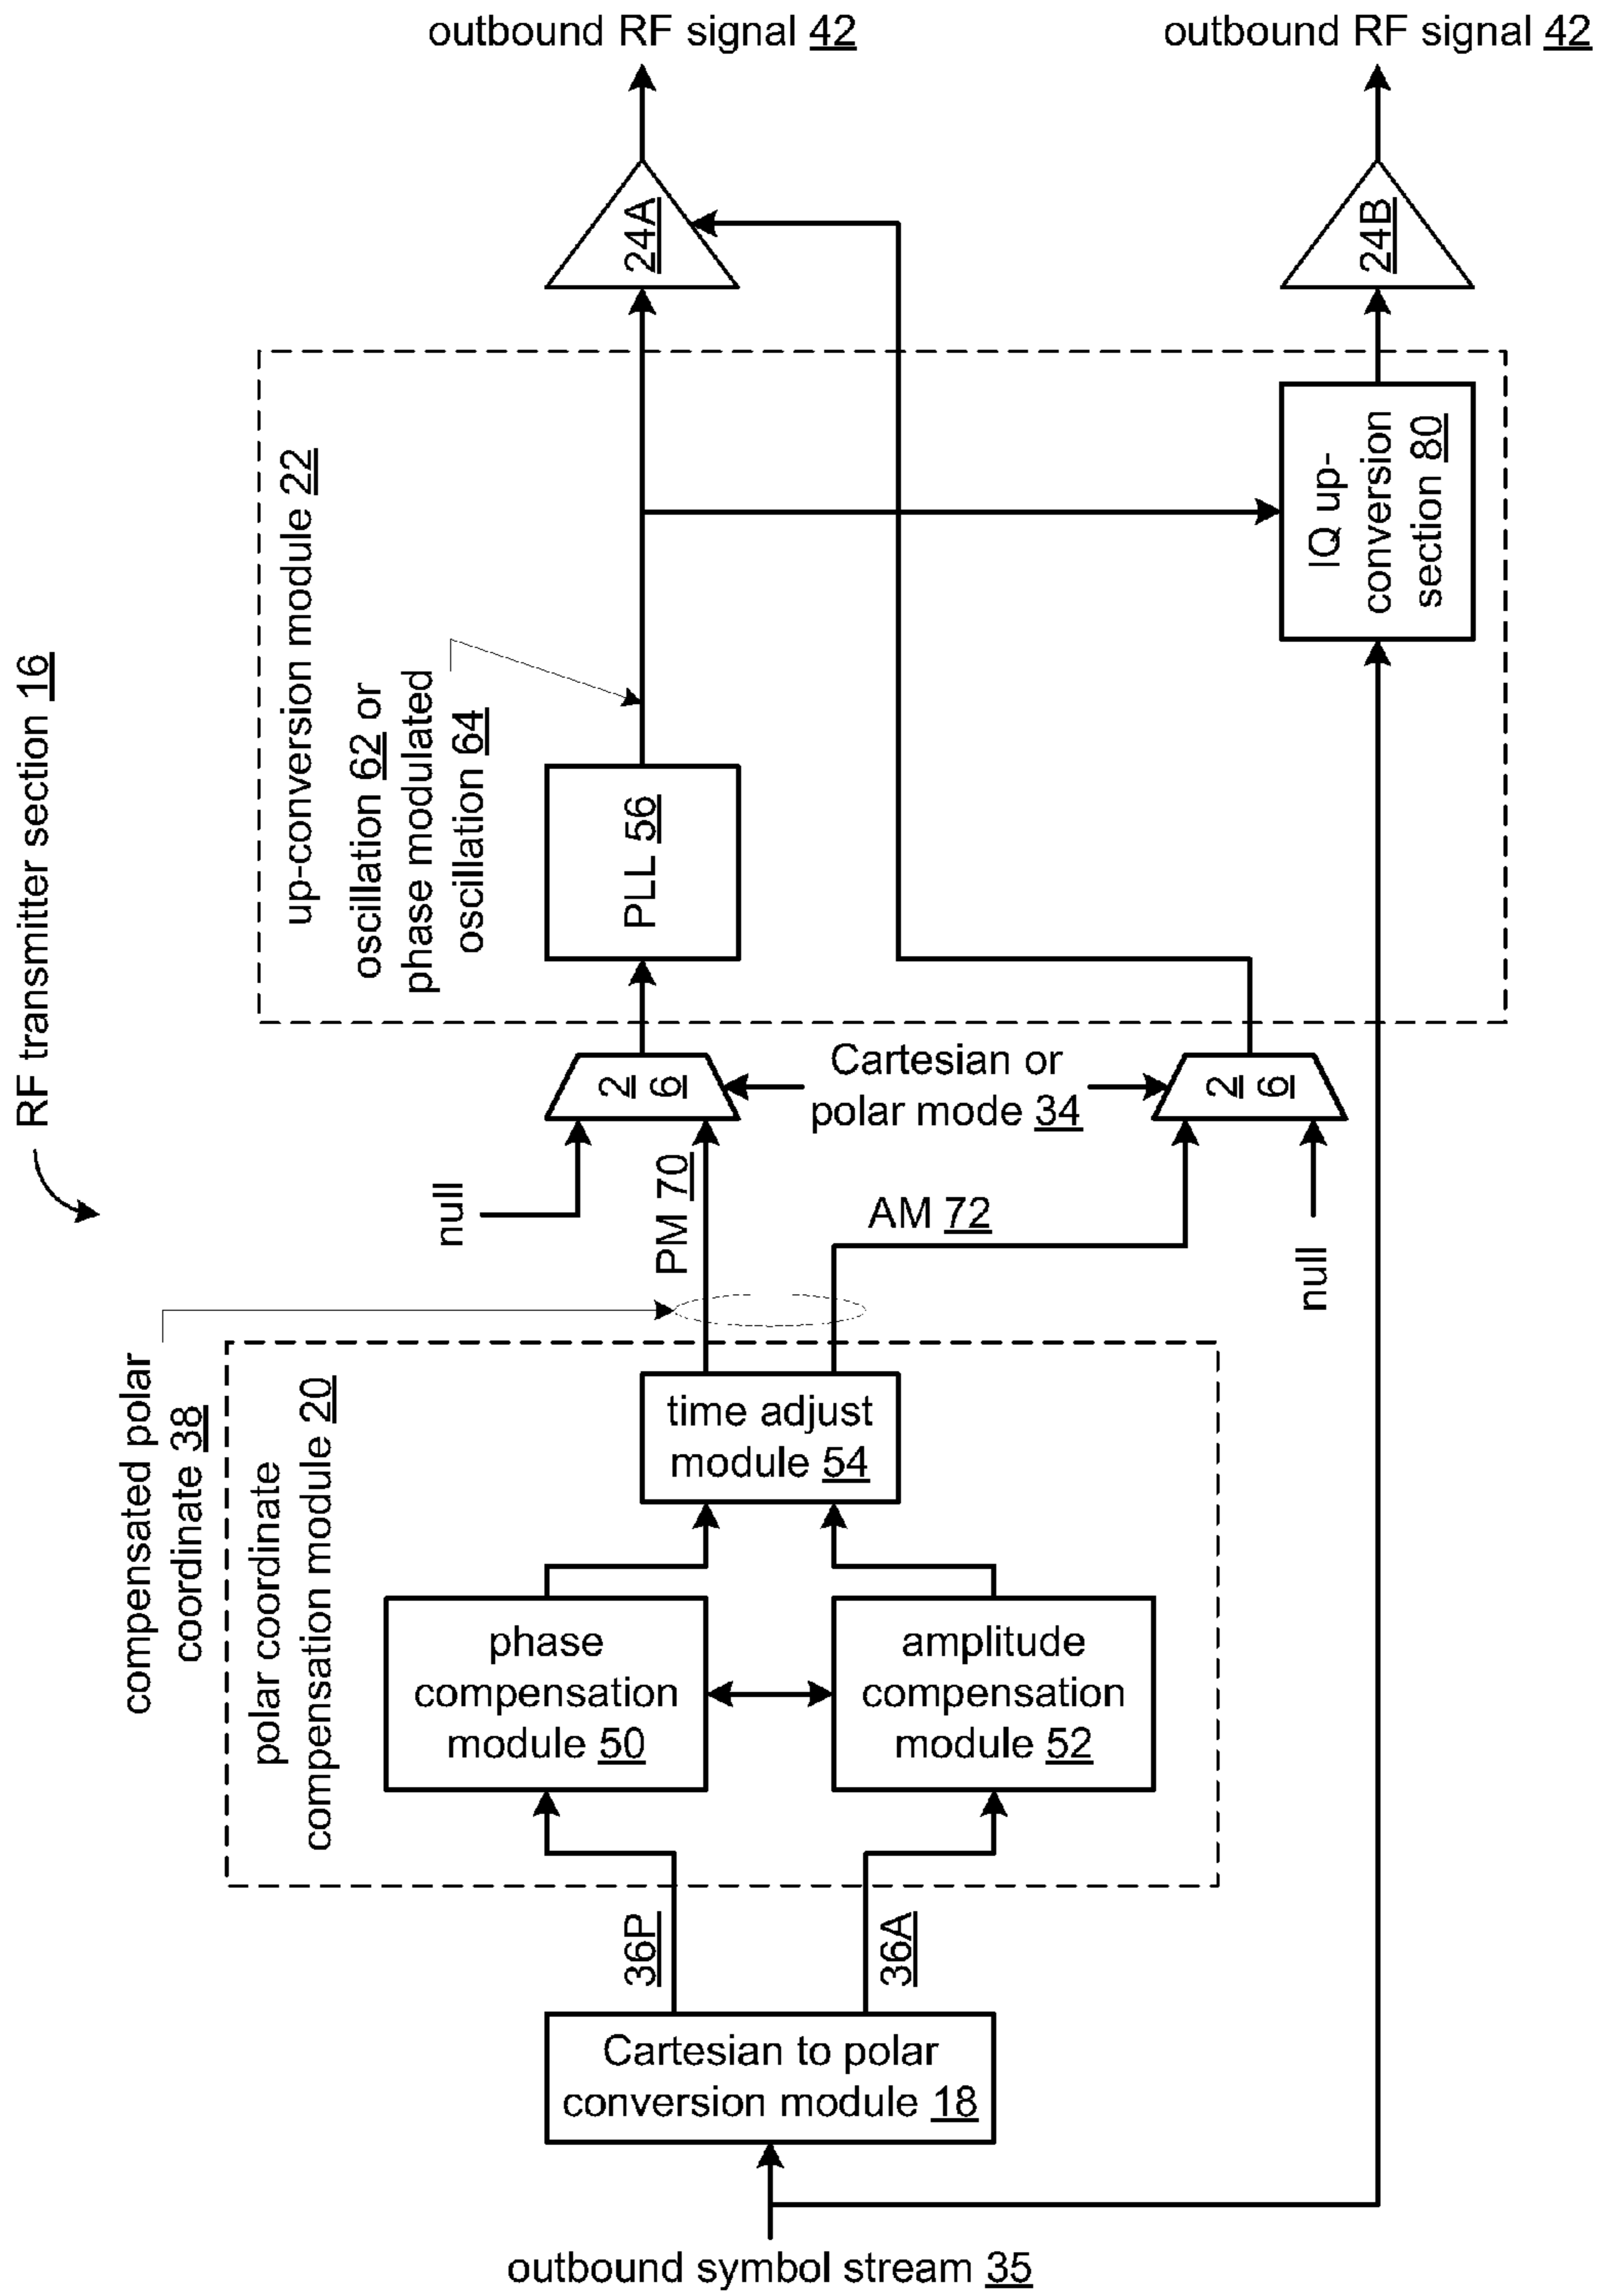 outbound RF signal 42
outbound RF signal 42
RF transmitter section 16
24A
24B
up-conversion module 22
oscillation 62 or
phase modulated
oscillation 64
PLL 56
IQ up-
conversion
section 80
2
6
Cartesian or
polar mode 34
2
6
null
PM 70
AM 72
null
compensated polar
coordinate 38
polar coordinate
compensation module 20
time adjust
module 54
phase
compensation
module 50
amplitude
compensation
module 52
36P
36A
Cartesian to polar
conversion module 18
outbound symbol stream 35